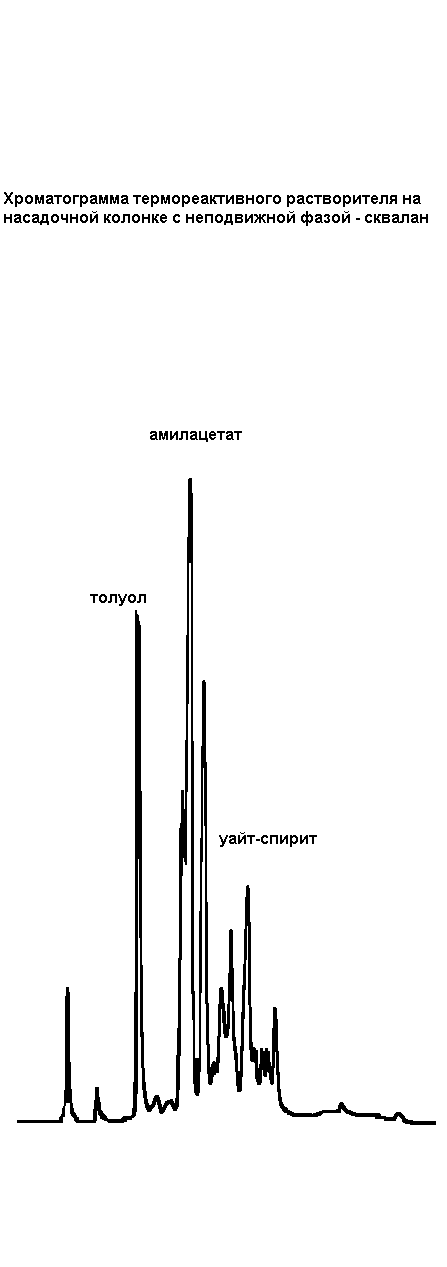 Хроматограмма термореактивного растворителя на
насадочной колонке с неподвижной фазой - сквалан
амилацетат
толуол
уайт-спирит